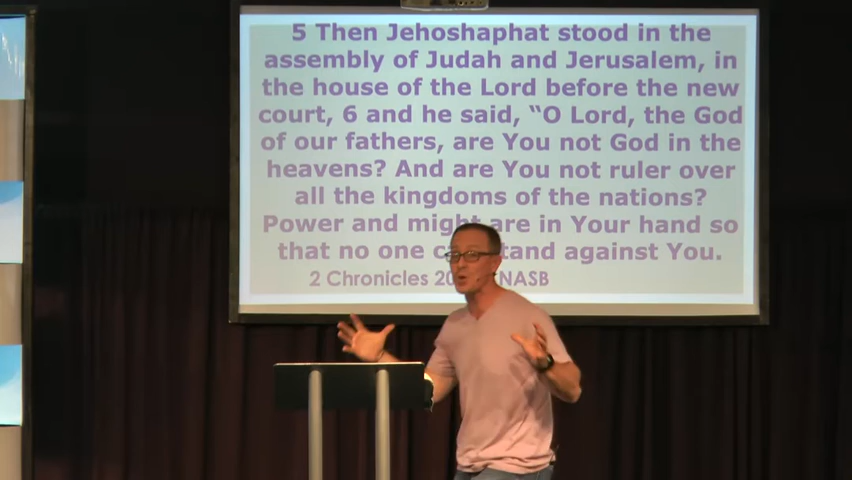 5 Then Jehoshaphat stood in the
assembly of Judah and Jerusalem, in
the house of the Lord before the new
court, 6 and he said, “O Lord, the God
of our fathers, are You not God in the
heavens? And are You not ruler over
all the kingdoms of the nations?
Power and might are in Your hand so
that no one stand against You.
2 Chronicles NASB